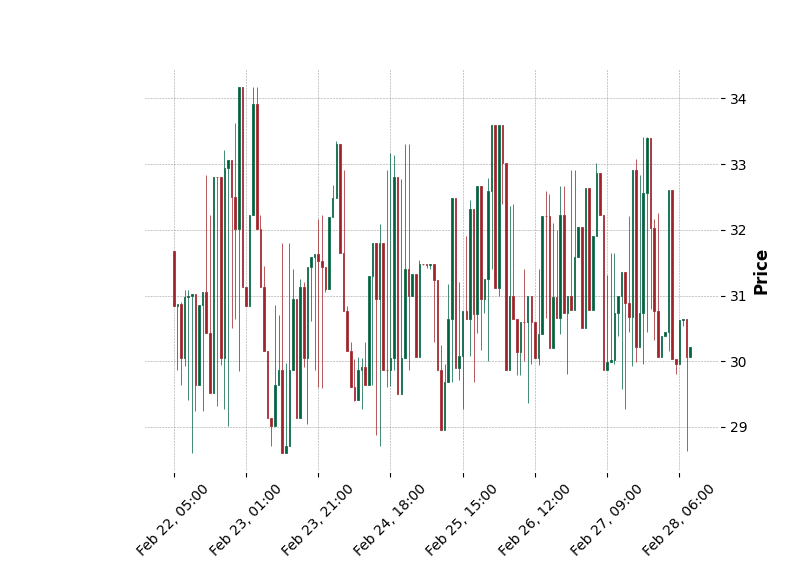 34
33
32
31
30
29
Price
Feb 22, 05:00
Feb 23, 01:00
Feb 23, 21:00
Feb 24, 18:00
Feb 25, 15:00
Feb 26, 12:00
Feb 27, 09:00
Feb 28, 06:00